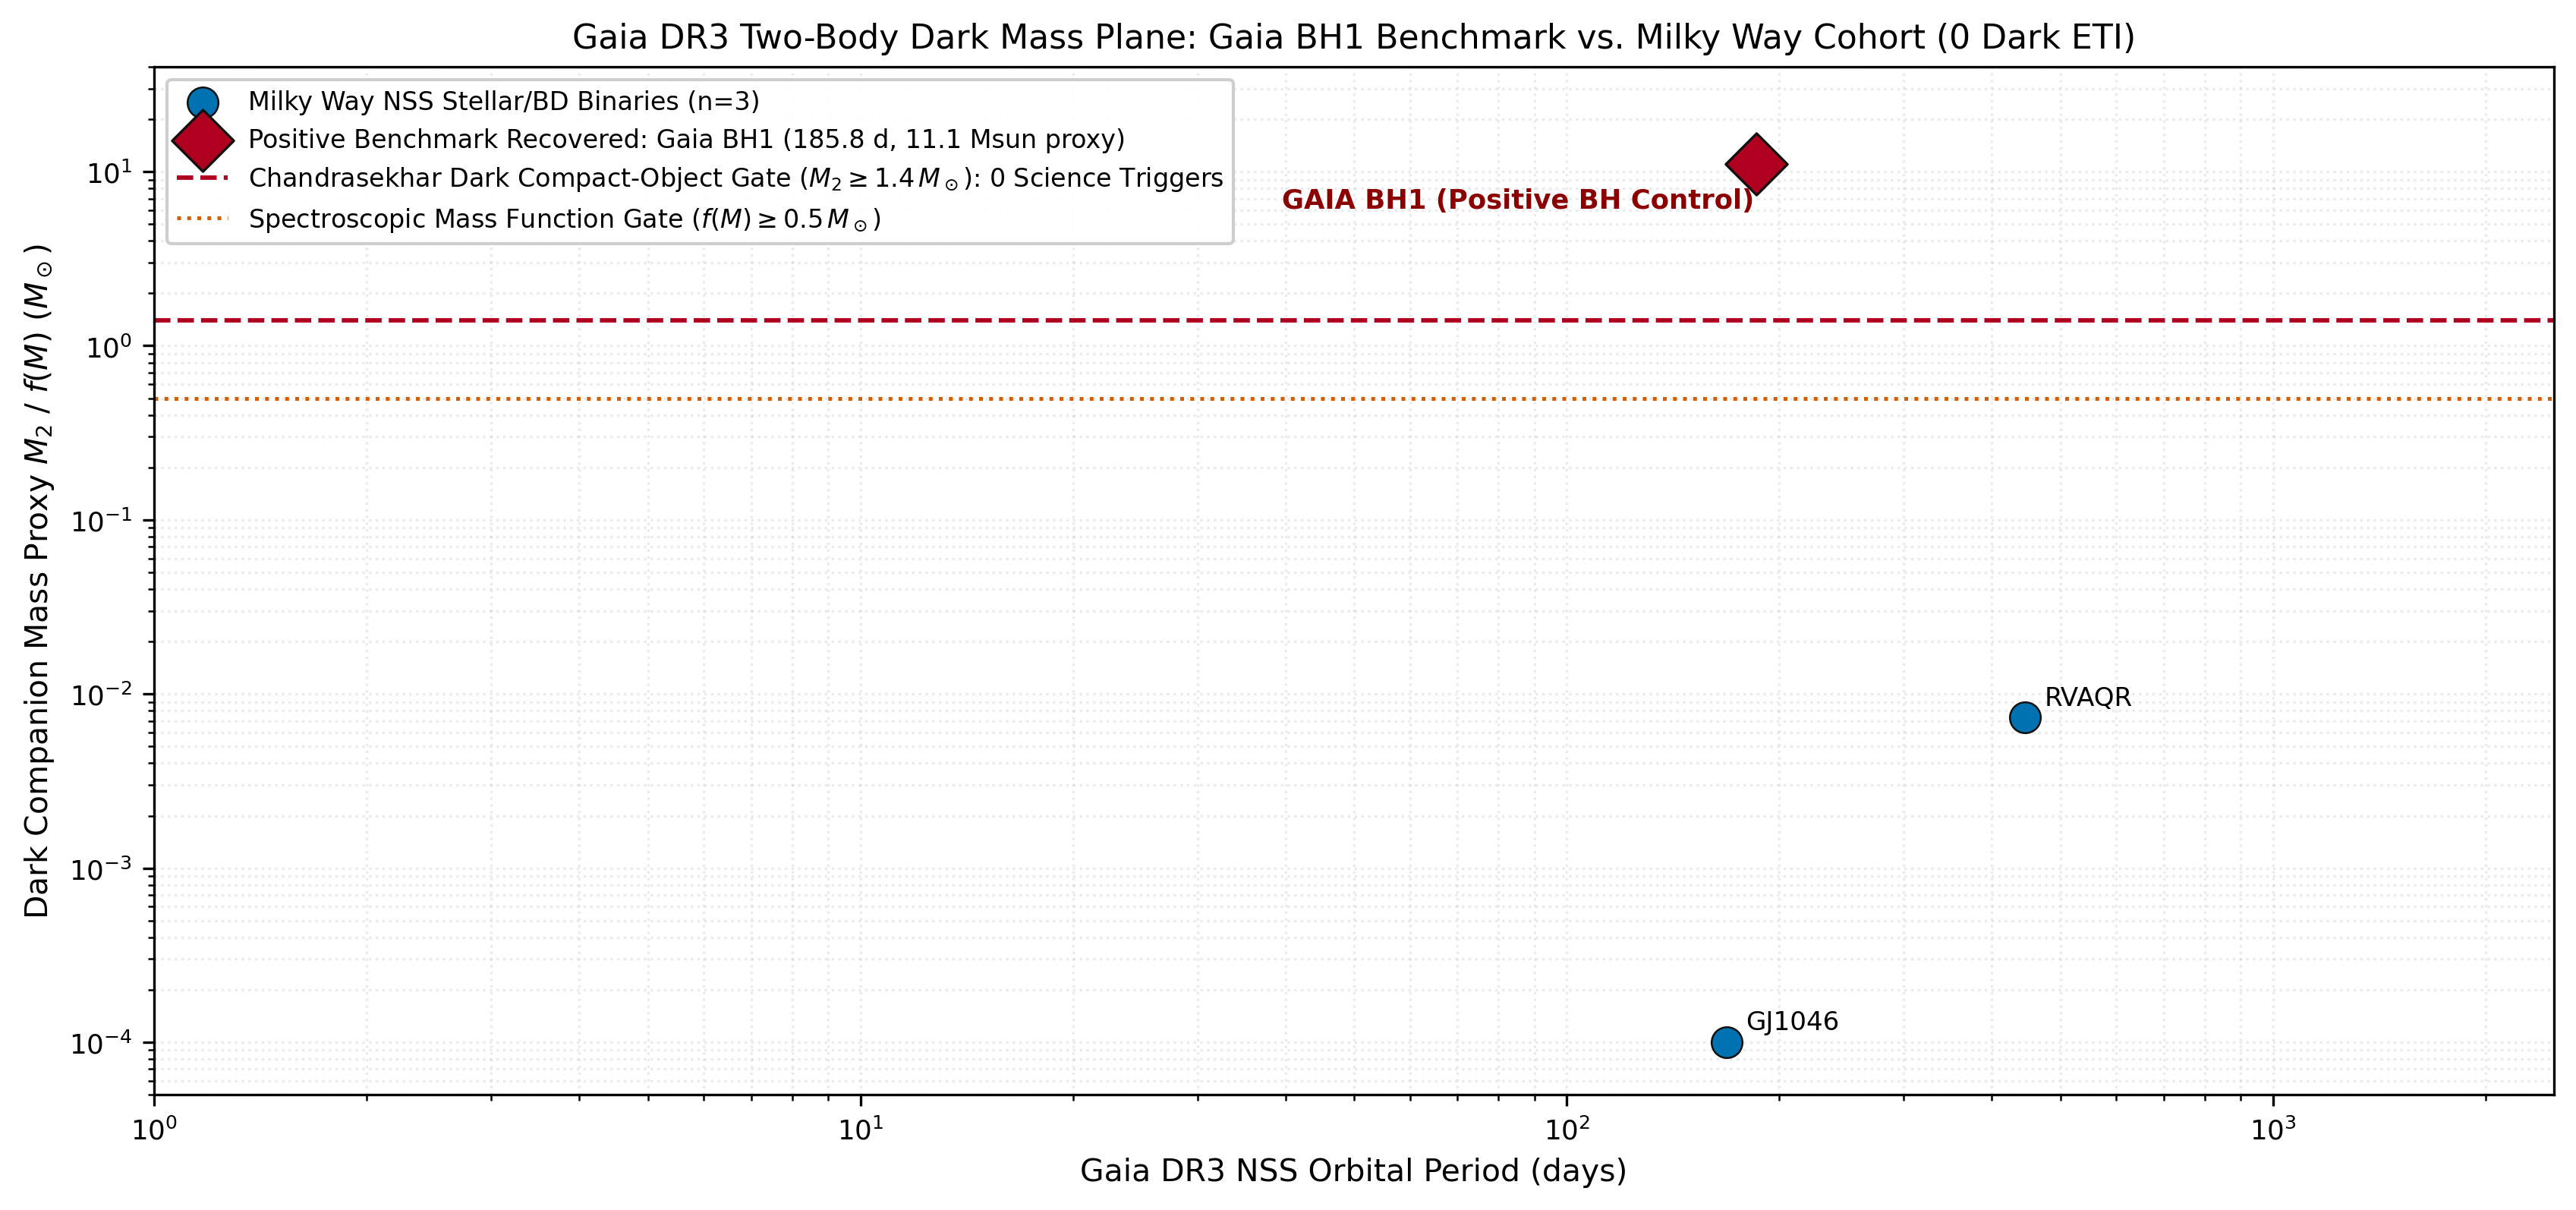 Gaia DR3 Two-Body Dark Mass Plane: Gaia BH1 Benchmark vs. Milky Way Cohort (0 Dark ETI)
Milky Way NSS Stellar/BD Binaries (n=3)
Positive Benchmark Recovered: Gaia BH1 (185.8 d, 11.1 Msun proxy)
Chandrasekhar Dark Compact-Object Gate (M₂ ≥ 1.4 M⊙): 0 Science Triggers
Spectroscopic Mass Function Gate (f(M) ≥ 0.5 M⊙)
GAIA BH1 (Positive BH Control)
RVAQR
GJ1046
Dark Companion Mass Proxy M₂ / f(M) (M⊙)
10¹
10⁰
10⁻¹
10⁻²
10⁻³
10⁻⁴
10⁰ 10¹ 10² 10³
Gaia DR3 NSS Orbital Period (days)